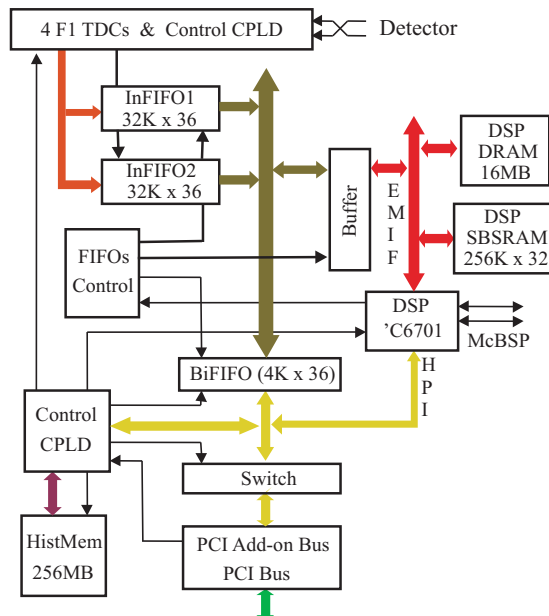 4 F1 TDCs & Control CPLD
Detector
InFIFO1
32K x 36
InFIFO2
32K x 36
Buffer
EMIF
DSP
DRAM
16MB
DSP
SBSRAM
256K x 32
FIFOs
Control
DSP
'C6701
McBSP
HPI
BiFIFO (4K x 36)
Control
CPLD
Switch
HistMem
256MB
PCI Add-on Bus
PCI Bus